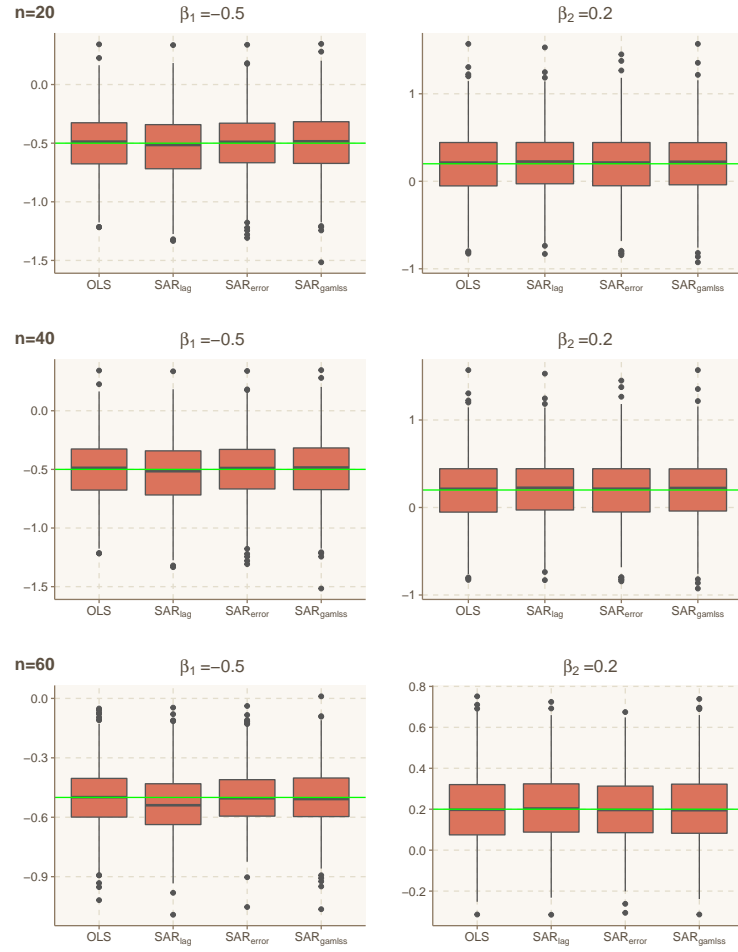 n=20
β₁ =−0.5
β₂ =0.2
0.0
−0.5
−1.0
−1.5
1
0
−1
OLS SARlag SARerror SARgamlss
OLS SARlag SARerror SARgamlss
n=40
β₁ =−0.5
β₂ =0.2
0.0
−0.5
−1.0
−1.5
1
0
−1
OLS SARlag SARerror SARgamlss
OLS SARlag SARerror SARgamlss
n=60
β₁ =−0.5
β₂ =0.2
0.0
−0.3
−0.6
−0.9
0.8
0.6
0.4
0.2
0.0
−0.2
OLS SARlag SARerror SARgamlss
OLS SARlag SARerror SARgamlss